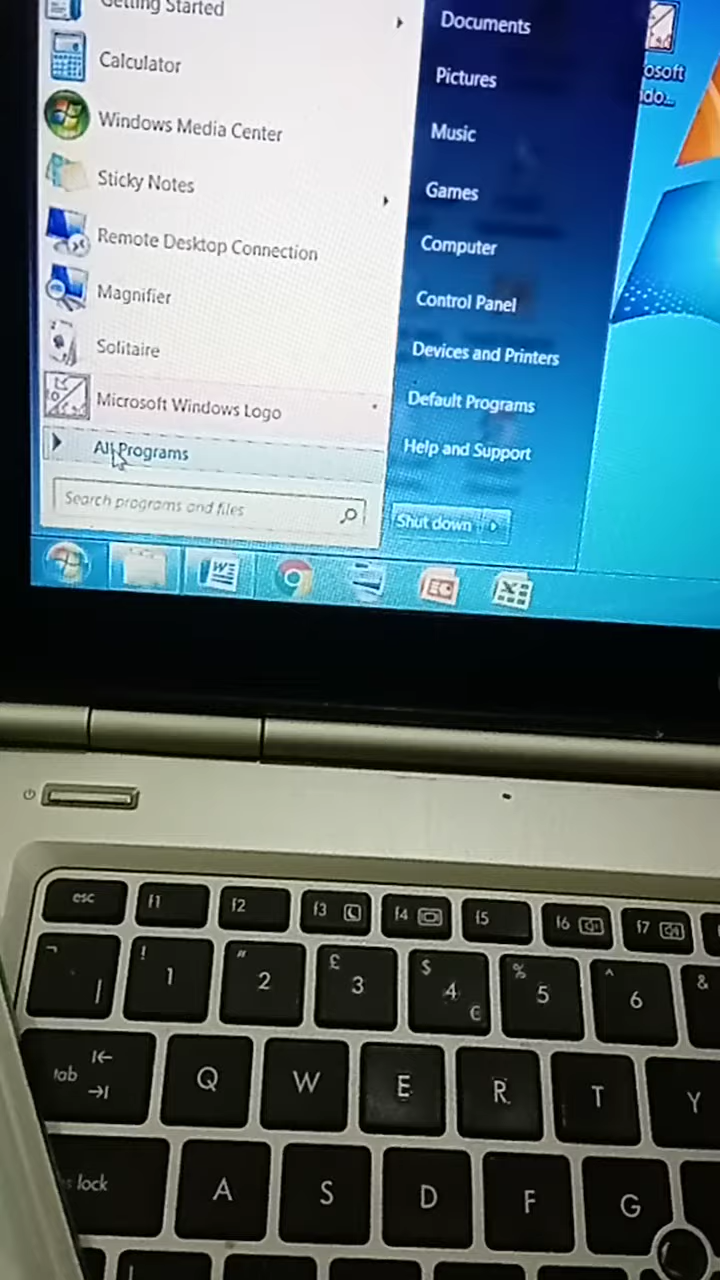 Getting Started
Calculator
Windows Media Center
Sticky Notes
Remote Desktop Connection
Magnifier
Solitaire
Microsoft Windows Logo
All Programs
Search programs and files
Documents
Pictures
Music
Games
Computer
Control Panel
Devices and Printers
Default Programs
Help and Support
Shut down
esc f1 f2 f3 f4 f5 f6 f7
¬ | ! 1 " 2 £ 3 $ 4 € % 5 ^ 6 &
tab Q W E R T Y
lock A S D F G